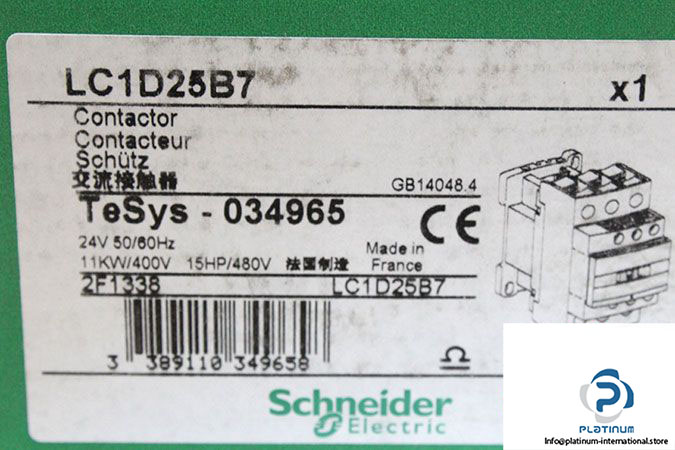 LC1D25B7 x1
Contactor
Contacteur
Schütz
交流接触器 GB14048.4
TeSys - 034965 CE
24V 50/60Hz Made in
11KW/400V 15HP/480V 法国制造 France
2F1338 LC1D25B7
3 389110 349658
Schneider
Electric
PLATINUM
Info@platinum-international.store